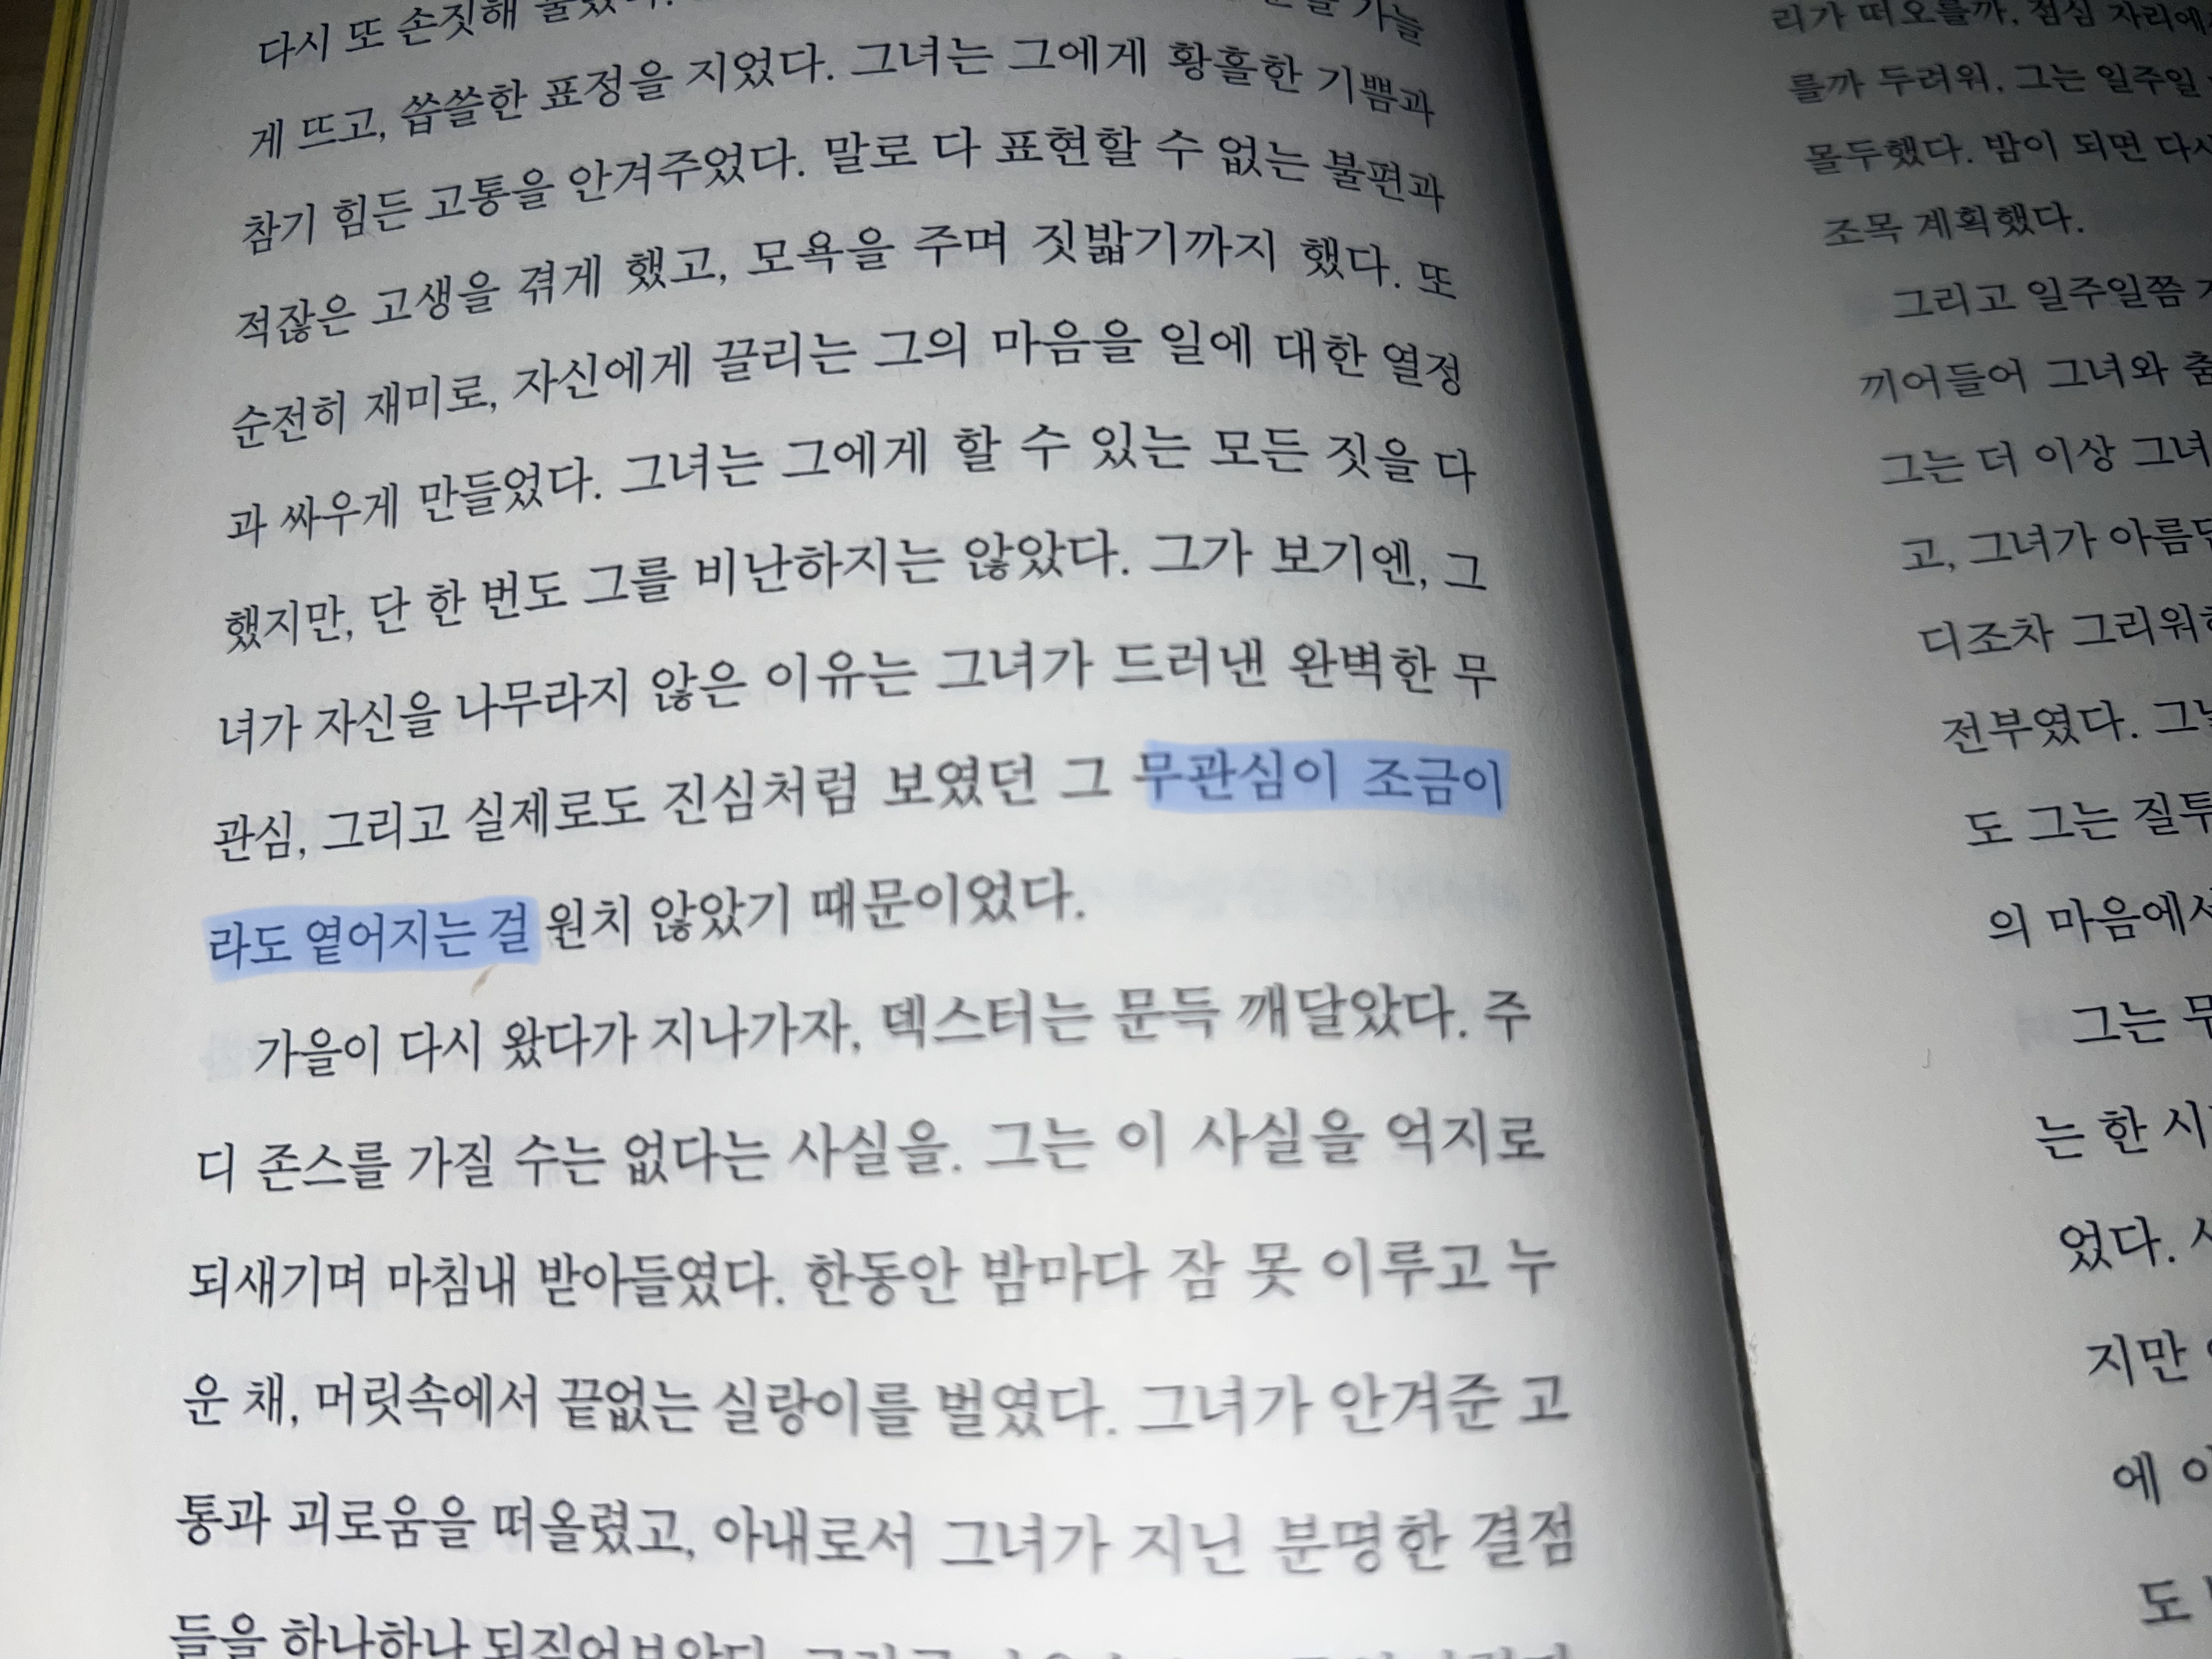 다시 또 손짓해
가늘
게 뜨고, 씁쓸한 표정을 지었다. 그녀는 그에게 황홀한 기쁨과
참기 힘든 고통을 안겨주었다. 말로 다 표현할 수 없는 불편과
적잖은 고생을 겪게 했고, 모욕을 주며 짓밟기까지 했다. 또
순전히 재미로, 자신에게 끌리는 그의 마음을 일에 대한 열정
과 싸우게 만들었다. 그녀는 그에게 할 수 있는 모든 짓을 다
했지만, 단 한 번도 그를 비난하지는 않았다. 그가 보기엔, 그
녀가 자신을 나무라지 않은 이유는 그녀가 드러낸 완벽한 무
관심, 그리고 실제로도 진심처럼 보였던 그 무관심이 조금이
라도 옅어지는 걸 원치 않았기 때문이었다.
가을이 다시 왔다가 지나가자, 덱스터는 문득 깨달았다. 주
디 존스를 가질 수는 없다는 사실을. 그는 이 사실을 억지로
되새기며 마침내 받아들였다. 한동안 밤마다 잠 못 이루고 누
운 채, 머릿속에서 끝없는 실랑이를 벌였다. 그녀가 안겨준 고
통과 괴로움을 떠올렸고, 아내로서 그녀가 지닌 분명한 결점
들을 하나하나
리가 떠오를까, 점심 자리에
를까 두려워, 그는 일주일
몰두했다. 밤이 되면 다시
조목 계획했다.
그리고 일주일쯤
끼어들어 그녀와 춤
그는 더 이상 그녀
고, 그녀가
디조차
전부였다.
도 그는
의 마음에서
그는
는 한
었다.
지만
에
도